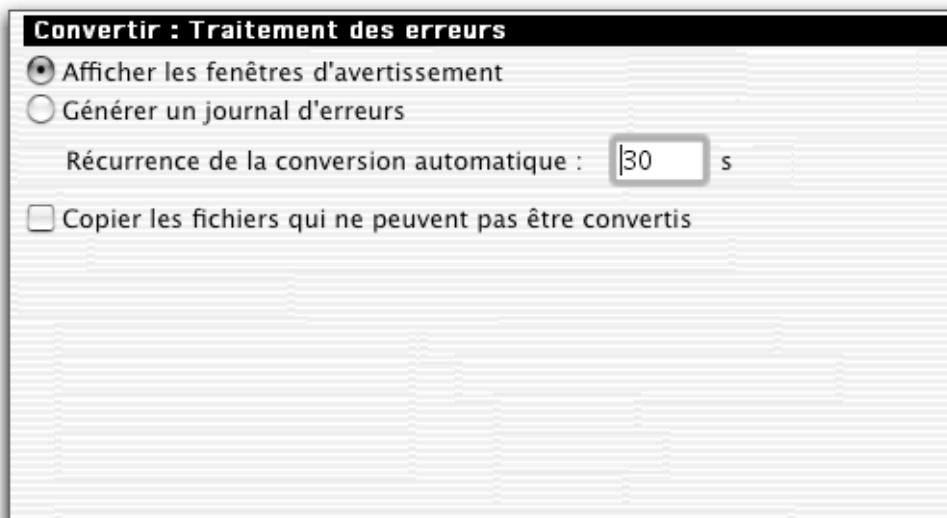 Convertir : Traitement des erreurs
Afficher les fenêtres d'avertissement
Générer un journal d'erreurs
Récurrence de la conversion automatique : 30 s
Copier les fichiers qui ne peuvent pas être convertis